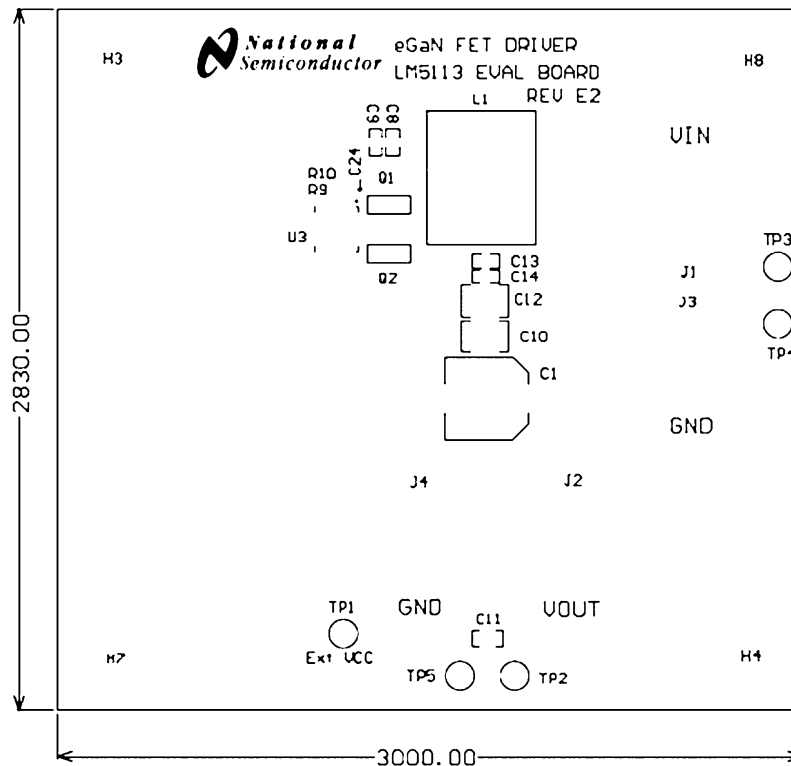 H3
National
Semiconductor
eGaN FET DRIVER
LM5113 EVAL BOARD
REV E2
H8
L1
C9
C8
VIN
C24
R10
R9
Q1
U3
Q2
TP3
C13
C14
J1
C12
J3
C10
TP4
2830.00
C1
GND
J4
J2
TP1
GND
VOUT
C11
H7
Ext VCC
TP5
TP2
H4
3000.00